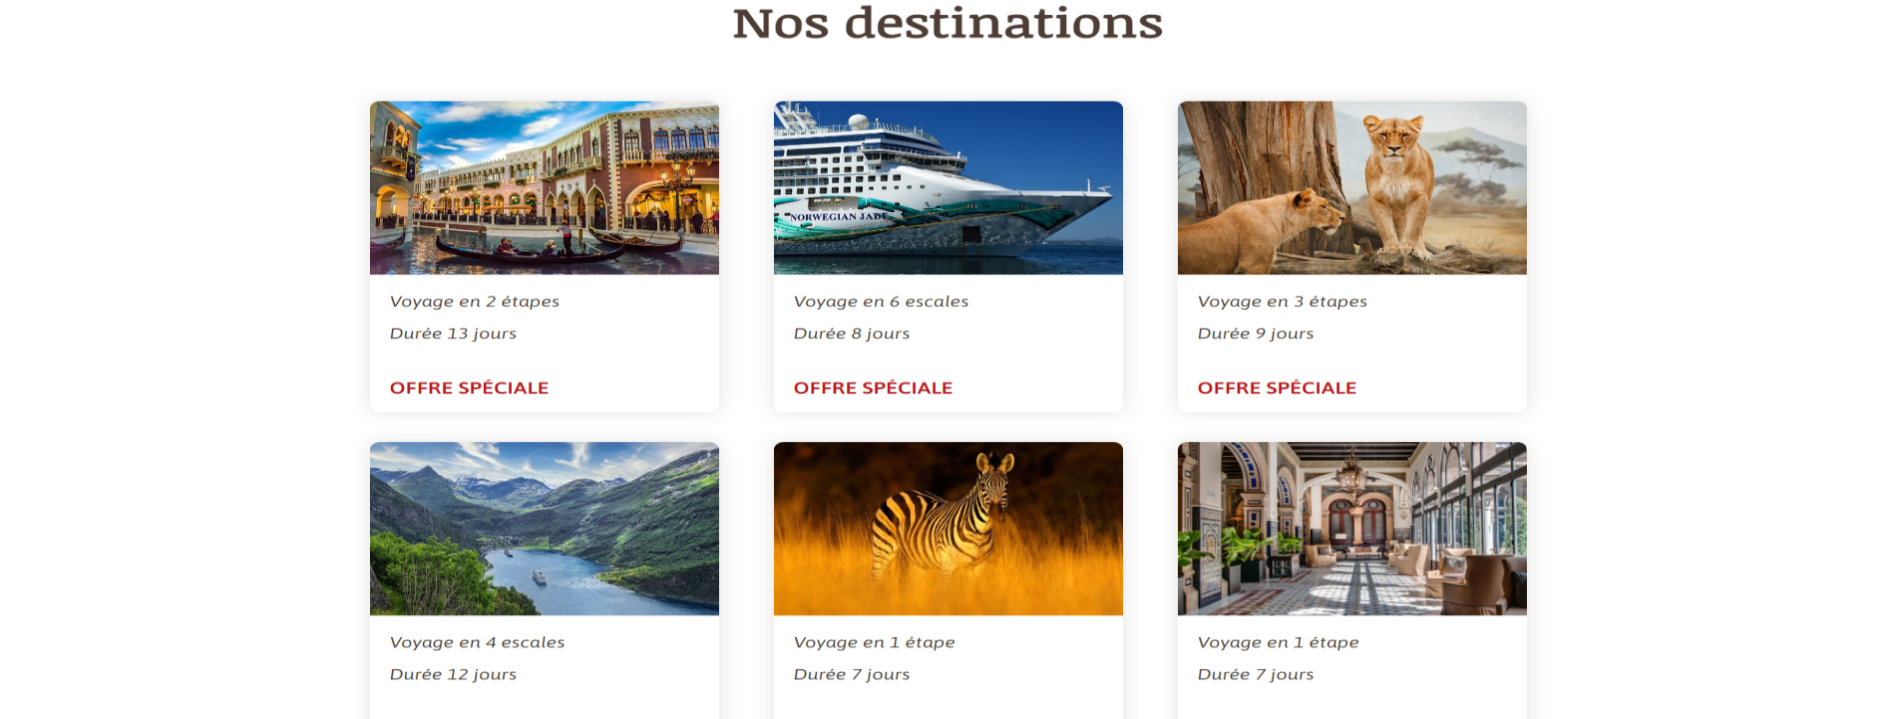 Nos destinations
NORWEGIAN JADE
Voyage en 2 étapes
Durée 13 jours
OFFRE SPÉCIALE
Voyage en 6 escales
Durée 8 jours
OFFRE SPÉCIALE
Voyage en 3 étapes
Durée 9 jours
OFFRE SPÉCIALE
Voyage en 4 escales
Durée 12 jours
Voyage en 1 étape
Durée 7 jours
Voyage en 1 étape
Durée 7 jours